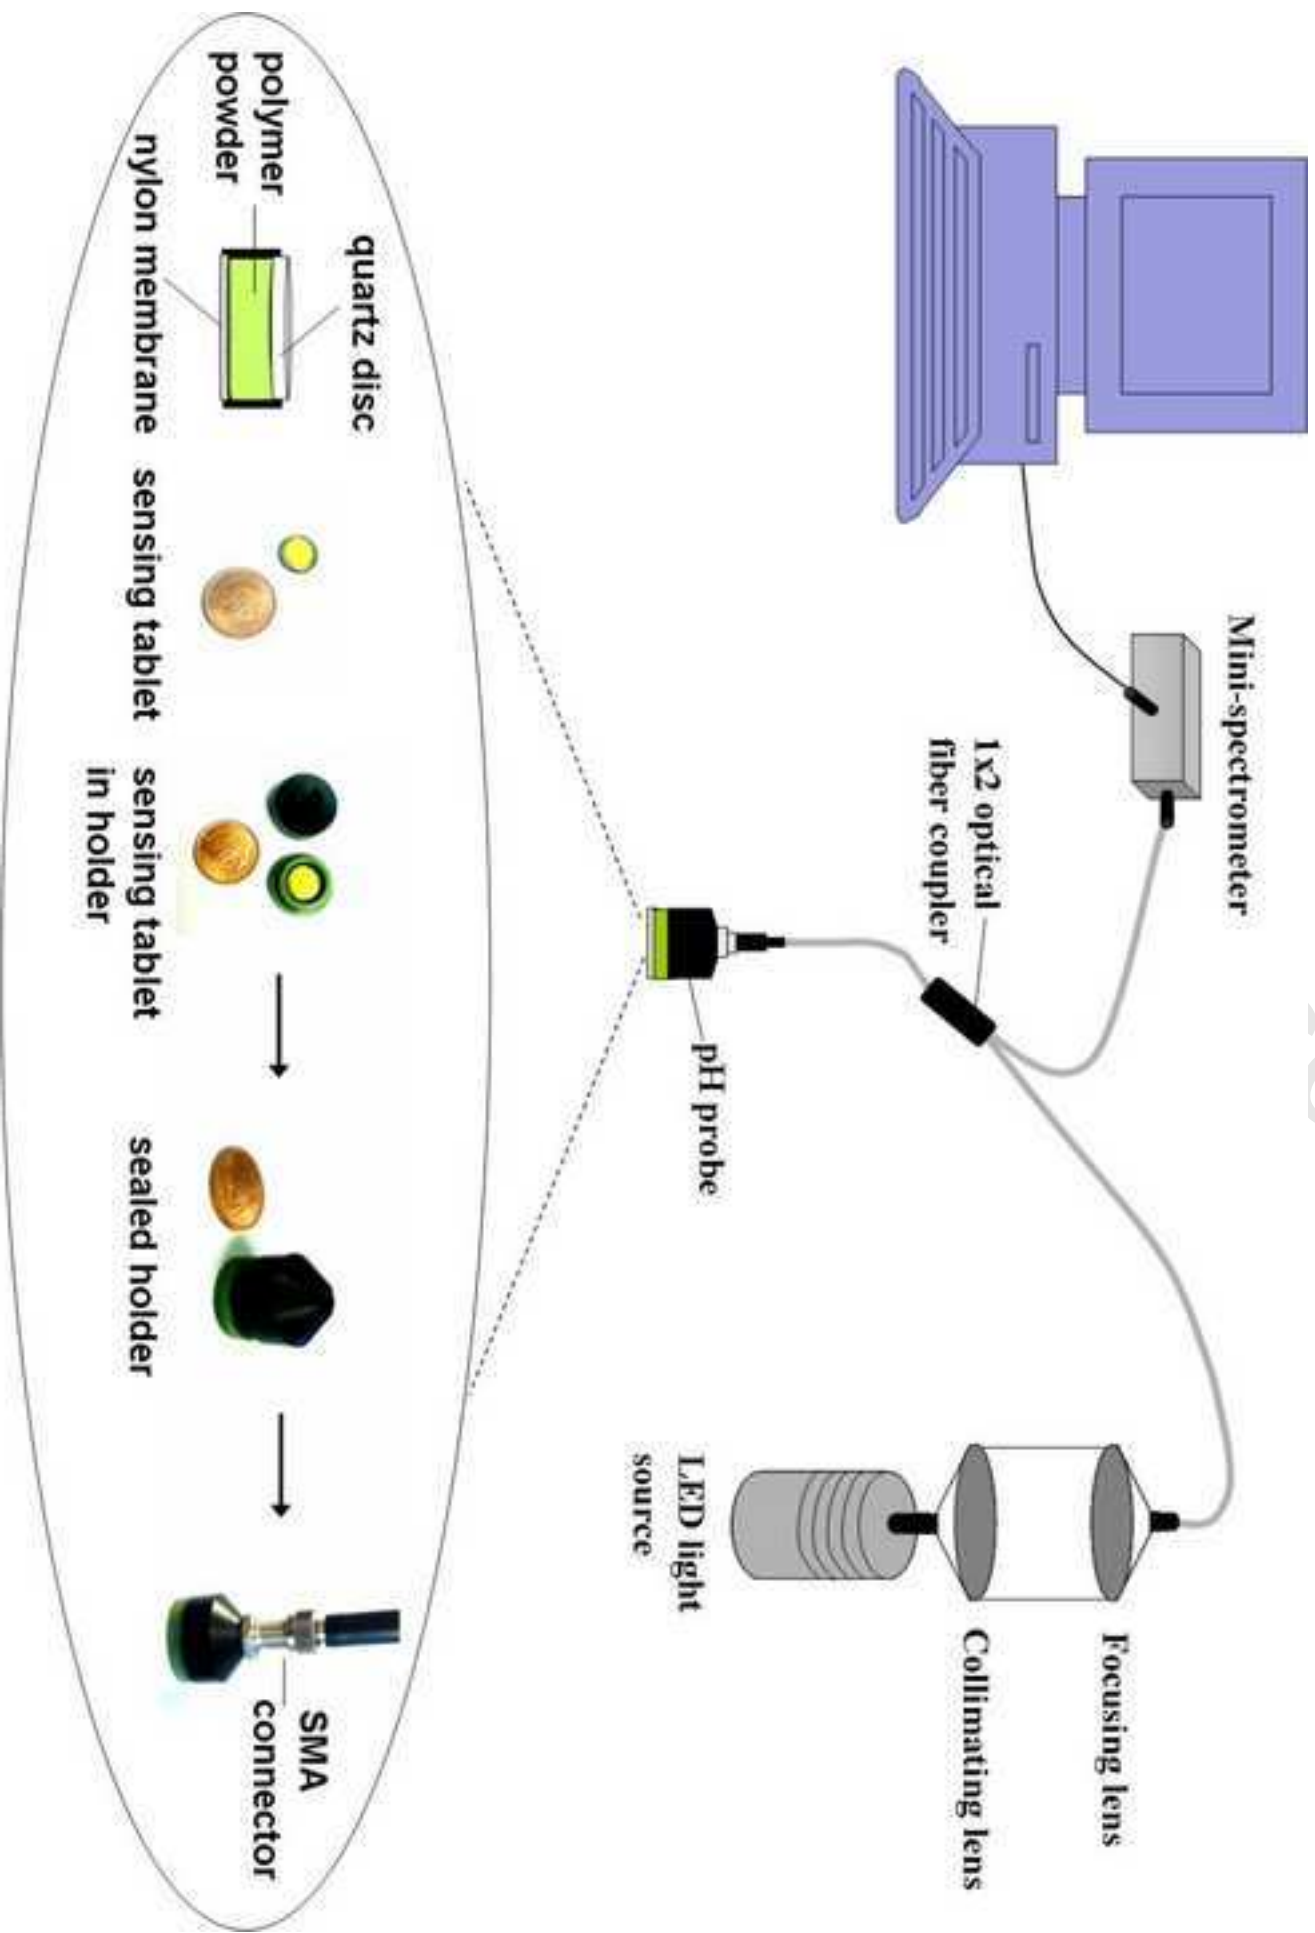 Mini-spectrometer
1x2 optical
fiber coupler
pH probe
Focusing lens
Collimating lens
LED light
source
quartz disc
polymer
powder
nylon membrane
sensing tablet
sensing tablet
in holder
sealed holder
SMA
connector